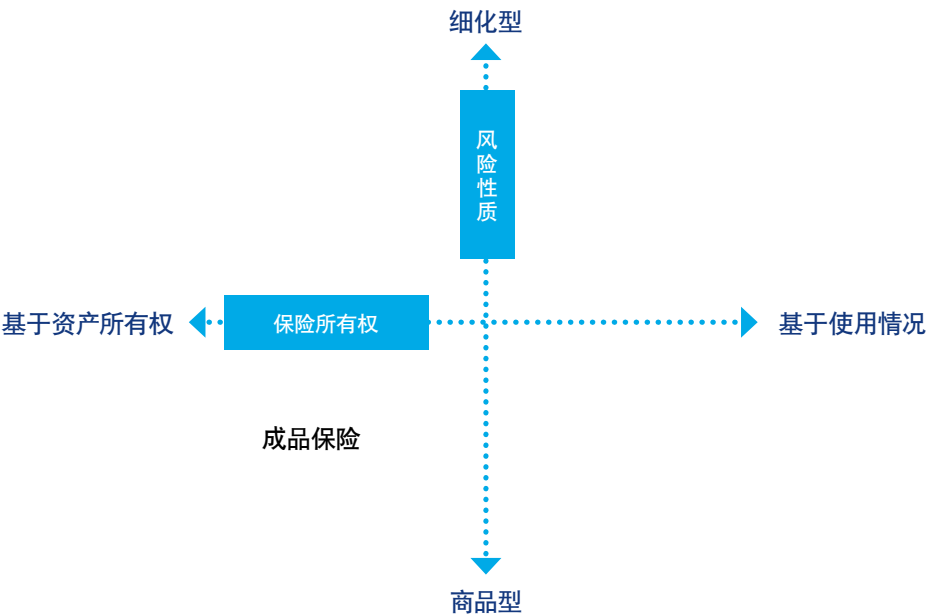 细化型
风险性质
基于资产所有权
保险所有权
基于使用情况
成品保险
商品型